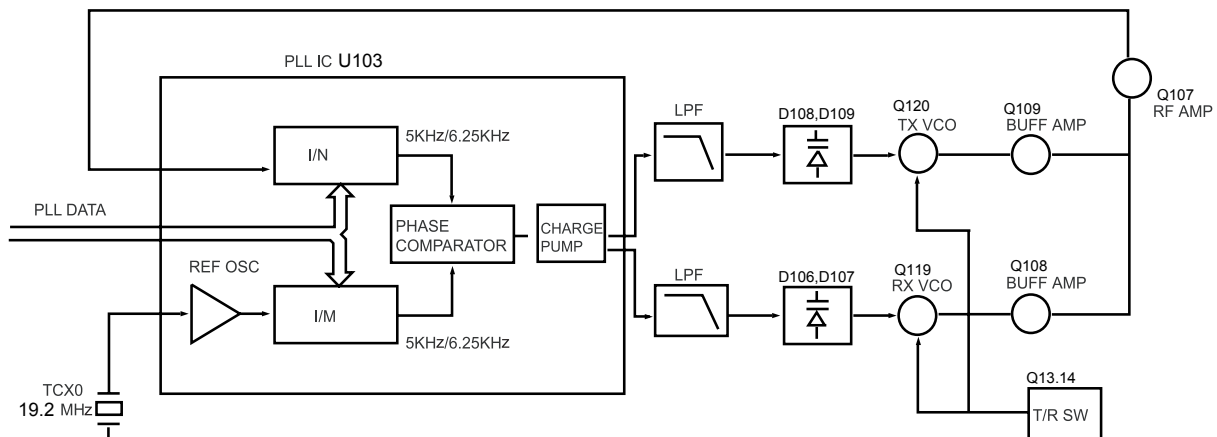 PLL IC U103
Q107
RF AMP
LPF
D108,D109
Q120
TX VCO
Q109
BUFF AMP
5KHz/6.25KHz
I/N
PLL DATA
PHASE
COMPARATOR
CHARGE
PUMP
REF OSC
LPF
D106,D107
Q119
RX VCO
Q108
BUFF AMP
I/M
5KHz/6.25KHz
TCX0
19.2 MHz
Q13.14
T/R SW